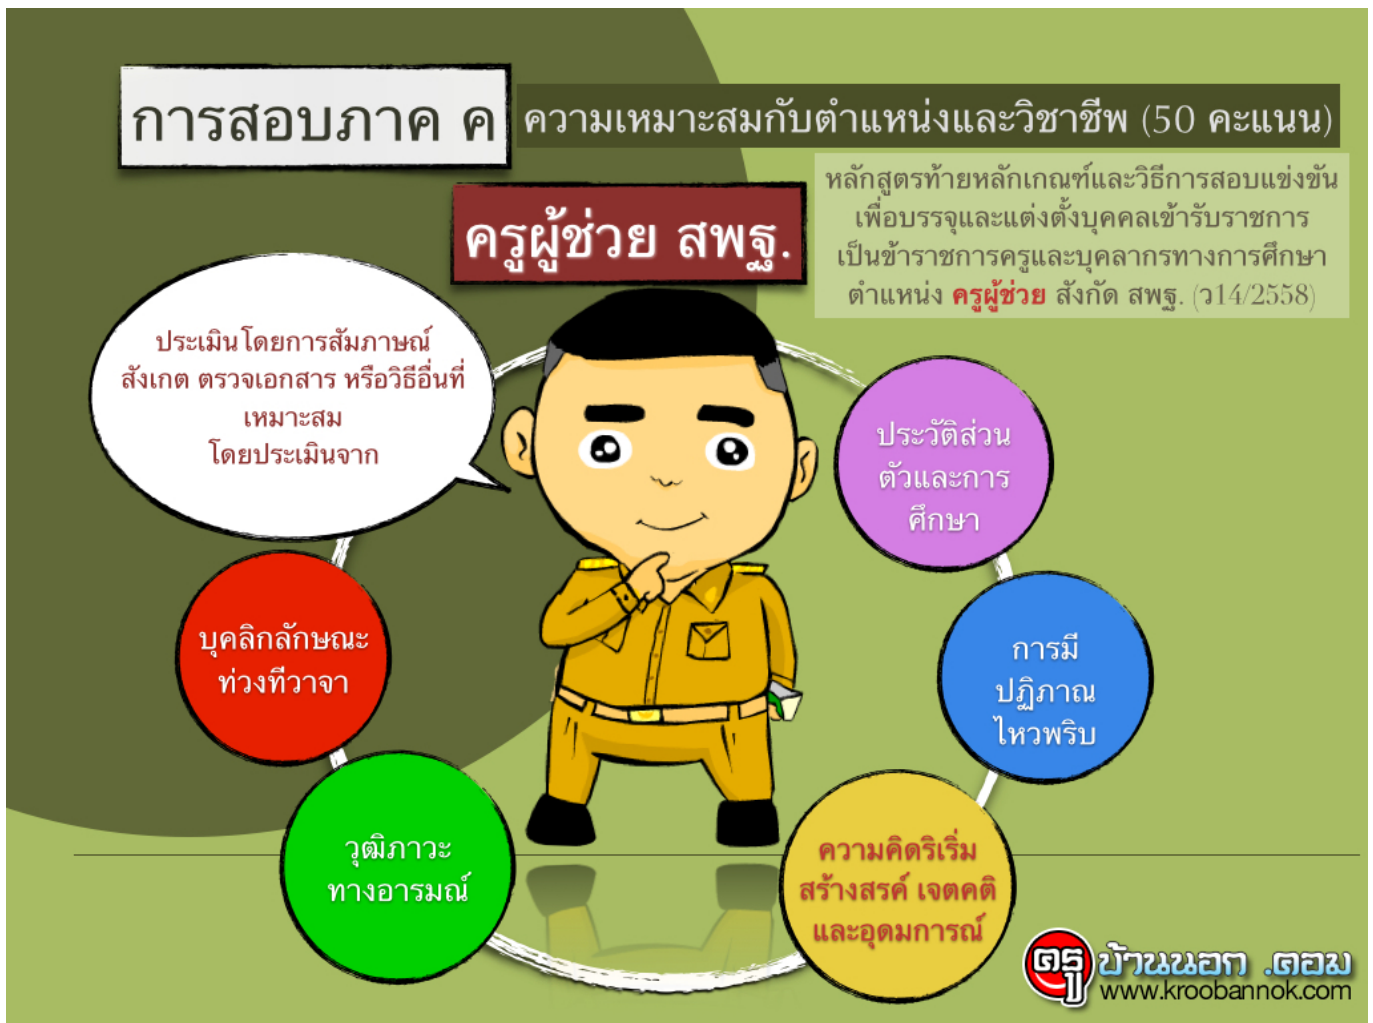 การสอบภาค ค
ความเหมาะสมกับตำแหน่งและวิชาชีพ (50 คะแนน)
ครูผู้ช่วย สพฐ.
หลักสูตรท้ายหลักเกณฑ์และวิธีการสอบแข่งขัน
เพื่อบรรจุและแต่งตั้งบุคคลเข้ารับราชการ
เป็นข้าราชการครูและบุคลากรทางการศึกษา
ตำแหน่ง ครูผู้ช่วย สังกัด สพฐ. (ว14/2558)
ประเมินโดยการสัมภาษณ์
สังเกต ตรวจเอกสาร หรือวิธีอื่นที่
เหมาะสม
โดยประเมินจาก
ประวัติส่วน
ตัวและการ
ศึกษา
การมี
ปฏิภาณ
ไหวพริบ
ความคิดริเริ่ม
สร้างสรค์ เจตคติ
และอุดมการณ์
วุฒิภาวะ
ทางอารมณ์
บุคลิกลักษณะ
ท่วงทีวาจา
ครูบ้านนอก .คอม
www.kroobannok.com